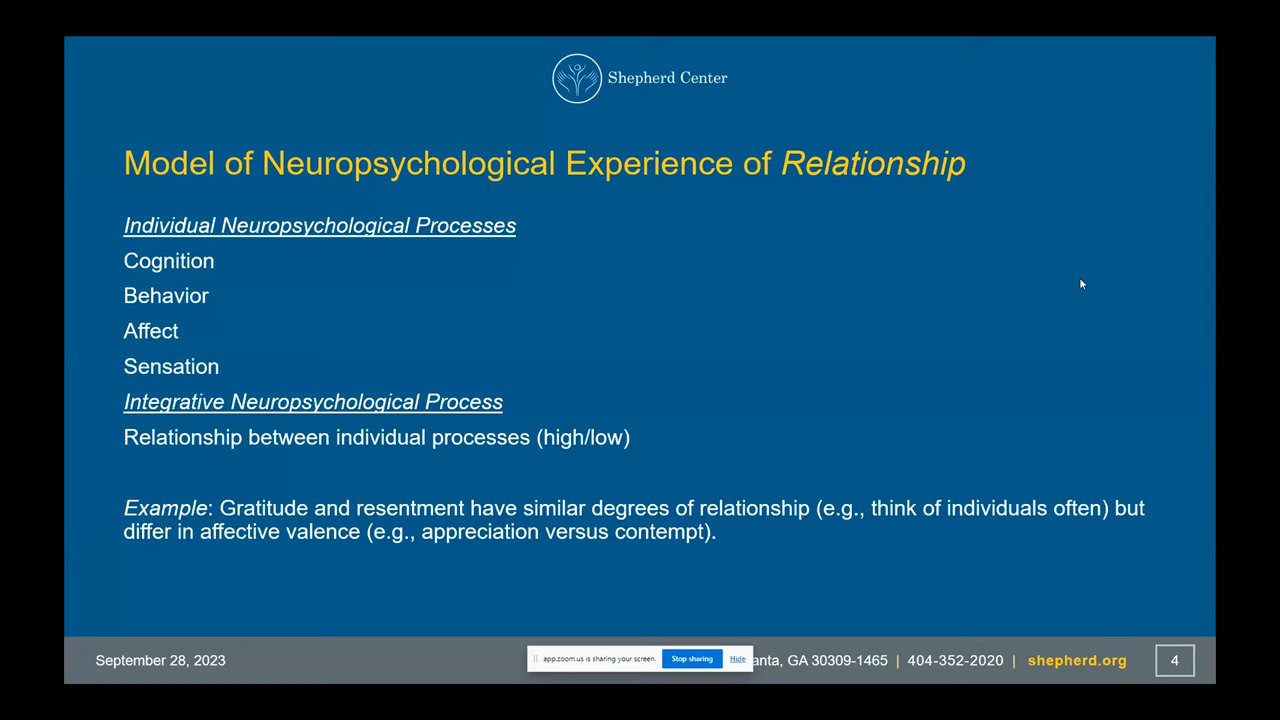 Shepherd Center
Model of Neuropsychological Experience of Relationship
Individual Neuropsychological Processes
Cognition
Behavior
Affect
Sensation
Integrative Neuropsychological Process
Relationship between individual processes (high/low)
Example: Gratitude and resentment have similar degrees of relationship (e.g., think of individuals often) but
differ in affective valence (e.g., appreciation versus contempt).
September 28, 2023
app.zoom.us is sharing your screen. Stop sharing Hide
GA 30309-1465 | 404-352-2020 | shepherd.org
4